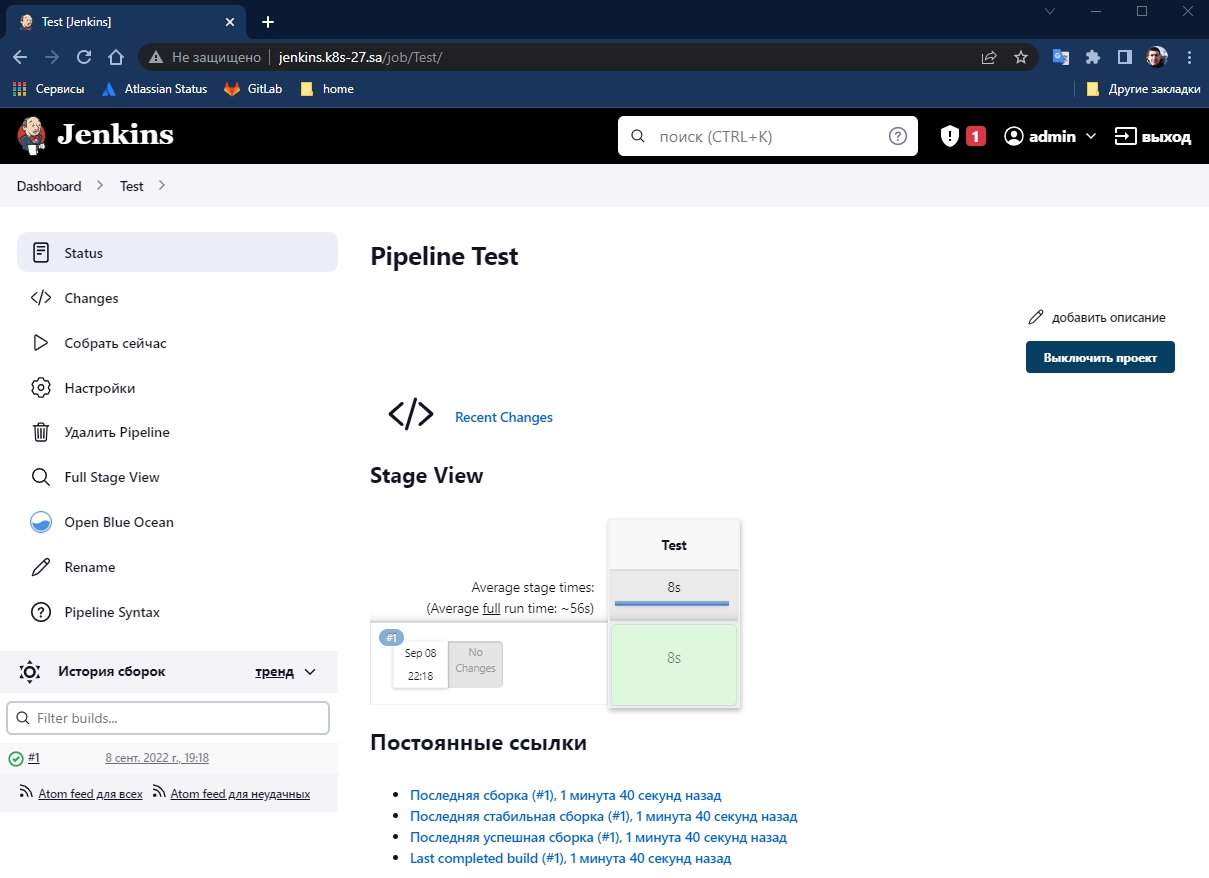 Test [Jenkins]
Не защищено
jenkins.k8s-27.sa/job/Test/
Сервисы
Atlassian Status
GitLab
home
Другие закладки
Jenkins
поиск (CTRL+K)
1
admin
выход
Dashboard
Test
Status
Changes
Собрать сейчас
Настройки
Удалить Pipeline
Full Stage View
Open Blue Ocean
Rename
Pipeline Syntax
История сборок
тренд
Filter builds...
#1
8 сент. 2022 г., 19:18
Atom feed для всех
Atom feed для неудачных
Pipeline Test
добавить описание
Выключить проект
Recent Changes
Stage View
Test
Average stage times:
8s
(Average full run time: ~56s)
#1
Sep 08
22:18
No
Changes
8s
Постоянные ссылки
Последняя сборка (#1), 1 минута 40 секунд назад
Последняя стабильная сборка (#1), 1 минута 40 секунд назад
Последняя успешная сборка (#1), 1 минута 40 секунд назад
Last completed build (#1), 1 минута 40 секунд назад